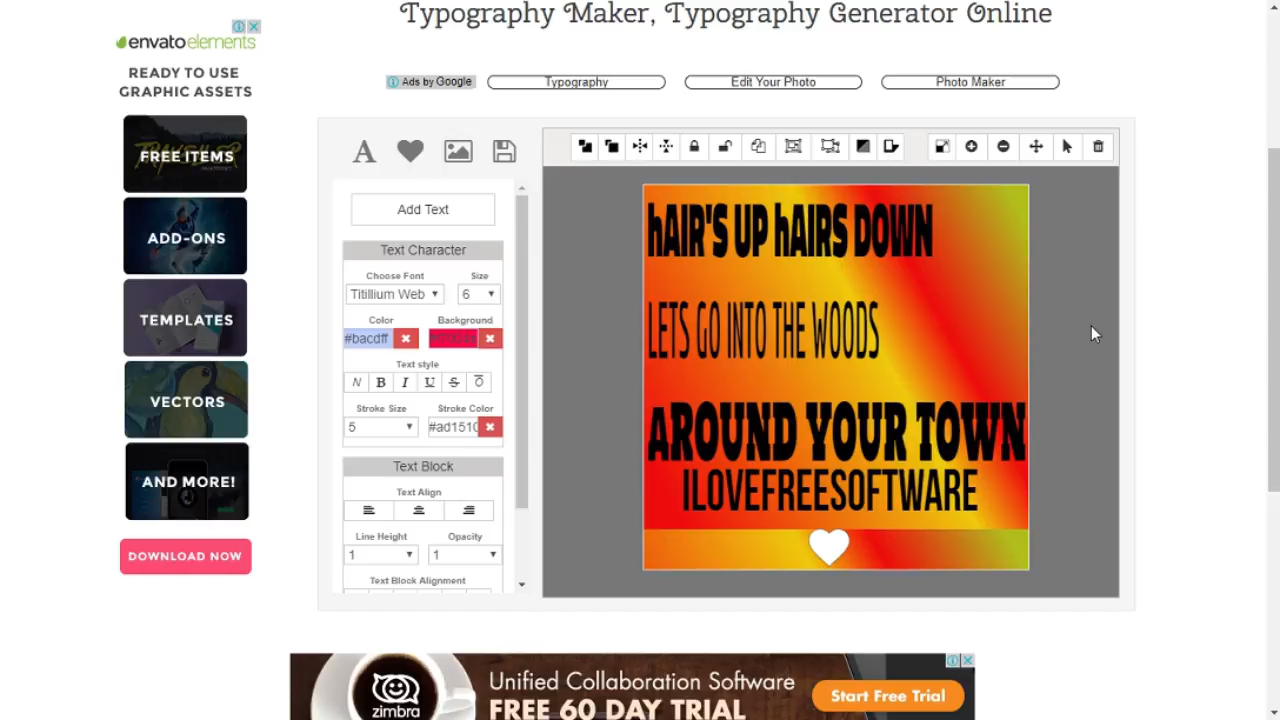 Typography Maker, Typography Generator Online
envatoelements
READY TO USE
GRAPHIC ASSETS
FREE ITEMS
ADD-ONS
TEMPLATES
VECTORS
AND MORE!
DOWNLOAD NOW
Ads by Google
Typography
Edit Your Photo
Photo Maker
A
Add Text
Text Character
Choose Font
Size
Titillium Web
6
Color
Background
#bacdff
Text style
N B I U S O
Stroke Size
Stroke Color
5
#ad151
Text Block
Text Align
Line Height
Opacity
1
1
Text Block Alignment
hAIR'S UP hAIRS DOWN
LETS GO INTO THE WOODS
aROUND YOUR TOWN
ILOVEFREESOFTWARE
zimbra
Unified Collaboration Software
FREE 60 DAY TRIAL
Start Free Trial